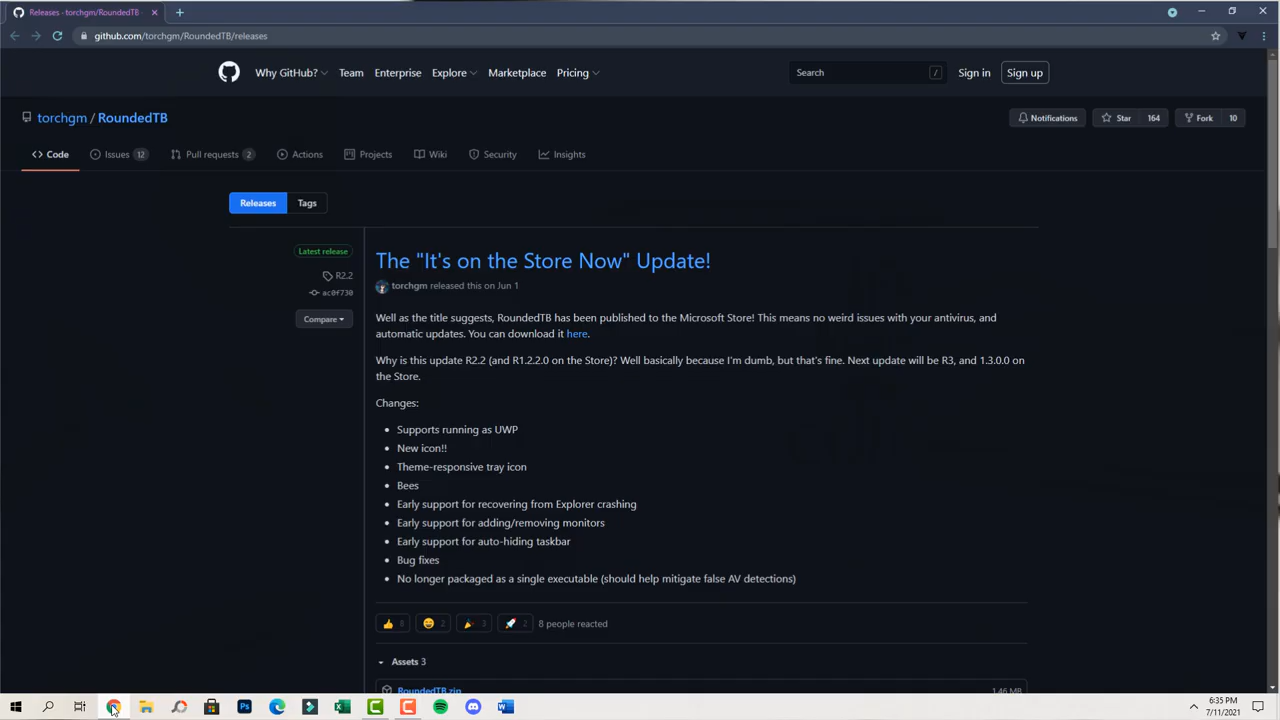 Releases · torchgm/RoundedTB
github.com/torchgm/RoundedTB/releases
Why GitHub? Team Enterprise Explore Marketplace Pricing Search / Sign in Sign up
torchgm / RoundedTB Notifications Star 164 Fork 10
Code Issues 12 Pull requests 2 Actions Projects Wiki Security Insights
Releases Tags
Latest release
R2.2
ac0f730
Compare
The "It's on the Store Now" Update!
torchgm released this on Jun 1
Well as the title suggests, RoundedTB has been published to the Microsoft Store! This means no weird issues with your antivirus, and
automatic updates. You can download it here.
Why is this update R2.2 (and R1.2.2.0 on the Store)? Well basically because I'm dumb, but that's fine. Next update will be R3, and 1.3.0.0 on
the Store.
Changes:
Supports running as UWP
New icon!!
Theme-responsive tray icon
Bees
Early support for recovering from Explorer crashing
Early support for adding/removing monitors
Early support for auto-hiding taskbar
Bug fixes
No longer packaged as a single executable (should help mitigate false AV detections)
8 2 3 2 8 people reacted
Assets 3
RoundedTB.zip 1.46 MB
6:35 PM
7/11/2021